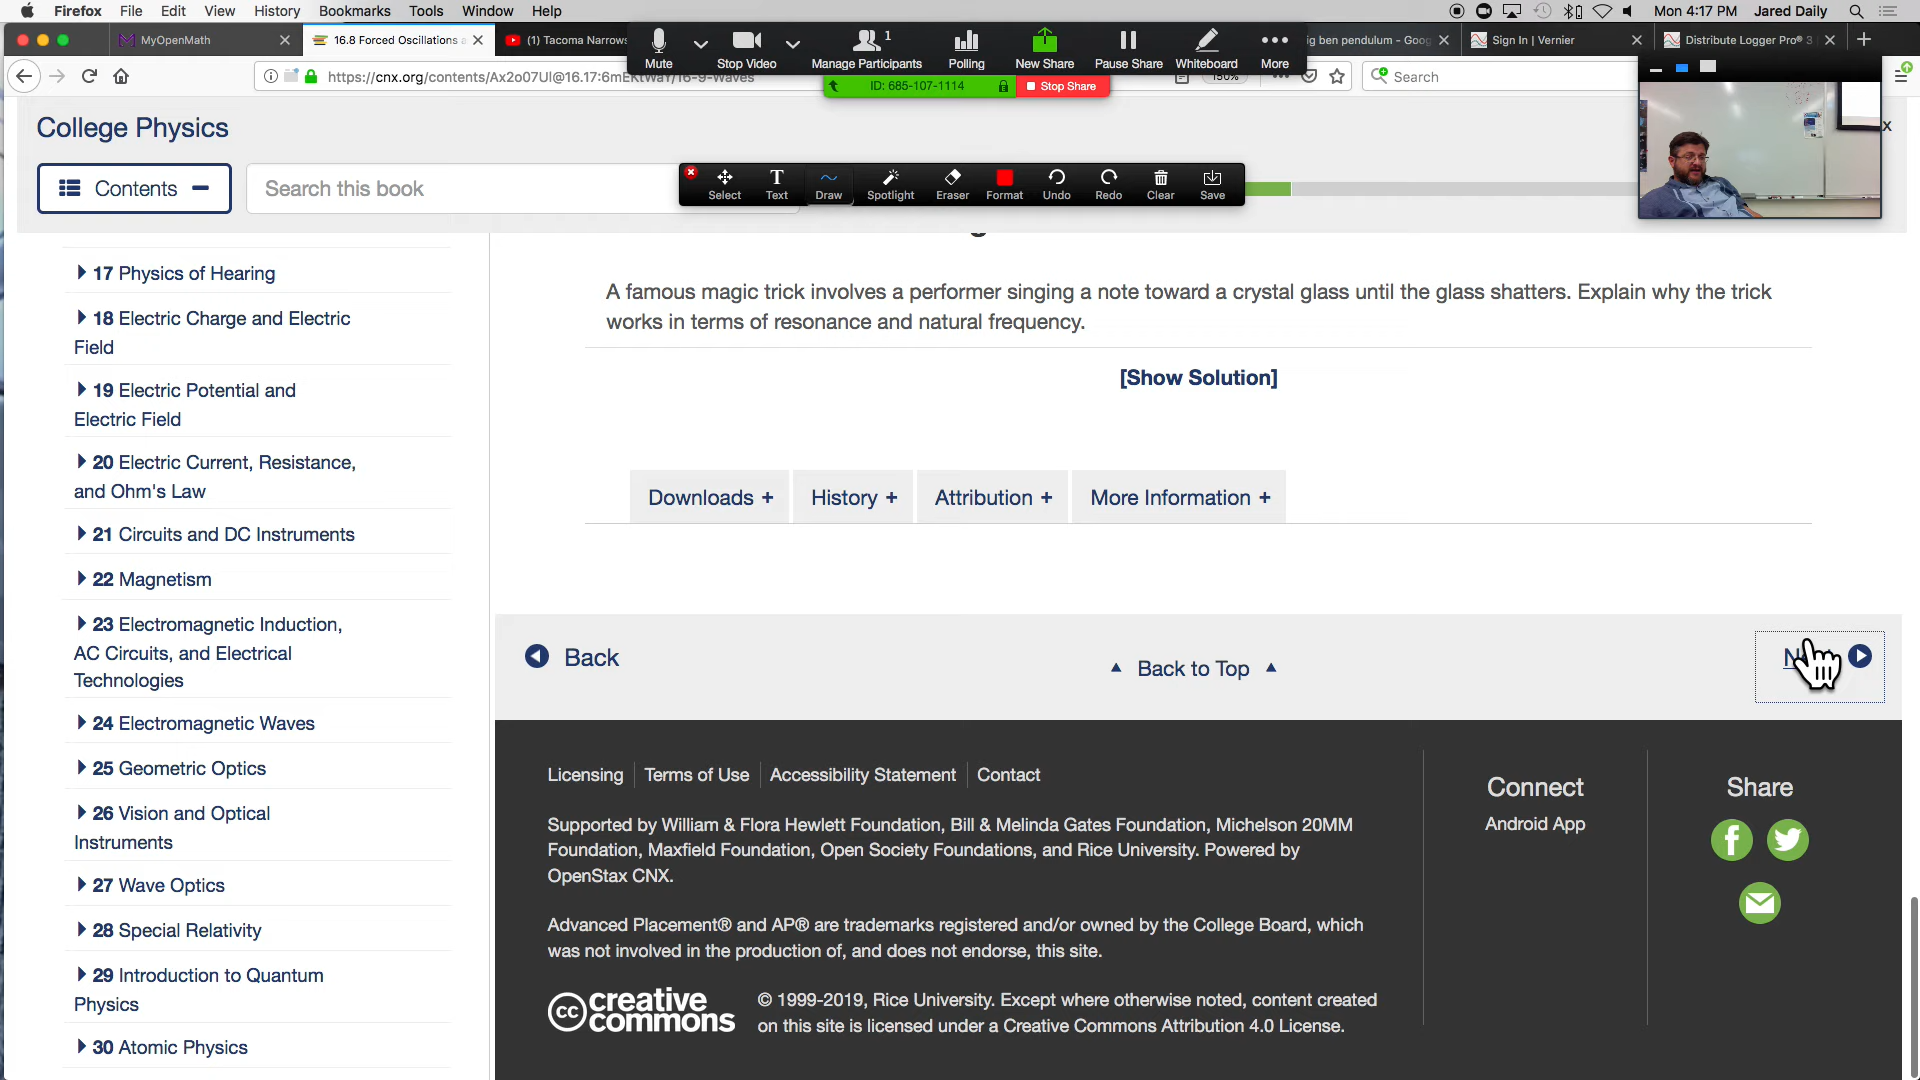 Firefox File Edit View History Bookmarks Tools Window Help
Mon 4:17 PM Jared Daily
MyOpenMath
16.8 Forced Oscillations a
(1) Tacoma Narrows
ig ben pendulum - Goog
Sign In | Vernier
Distribute Logger Pro® 3
https://cnx.org/contents/Ax2o07Ul@16.17:6mEKtWaY/16-9-Waves
150%
Search
Mute
Stop Video
1
Manage Participants
Polling
New Share
Pause Share
Whiteboard
More
ID: 685-107-1114
Stop Share
College Physics
Contents
Search this book
Select
Text
Draw
Spotlight
Eraser
Format
Undo
Redo
Clear
Save
x
17 Physics of Hearing
18 Electric Charge and Electric
Field
19 Electric Potential and
Electric Field
20 Electric Current, Resistance,
and Ohm's Law
21 Circuits and DC Instruments
22 Magnetism
23 Electromagnetic Induction,
AC Circuits, and Electrical
Technologies
24 Electromagnetic Waves
25 Geometric Optics
26 Vision and Optical
Instruments
27 Wave Optics
28 Special Relativity
29 Introduction to Quantum
Physics
30 Atomic Physics
A famous magic trick involves a performer singing a note toward a crystal glass until the glass shatters. Explain why the trick
works in terms of resonance and natural frequency.
[Show Solution]
Downloads +
History +
Attribution +
More Information +
Back
Back to Top
Licensing
Terms of Use
Accessibility Statement
Contact
Supported by William & Flora Hewlett Foundation, Bill & Melinda Gates Foundation, Michelson 20MM
Foundation, Maxfield Foundation, Open Society Foundations, and Rice University. Powered by
OpenStax CNX.
Advanced Placement® and AP® are trademarks registered and/or owned by the College Board, which
was not involved in the production of, and does not endorse, this site.
cc creative
commons
© 1999-2019, Rice University. Except where otherwise noted, content created
on this site is licensed under a Creative Commons Attribution 4.0 License.
Connect
Android App
Share